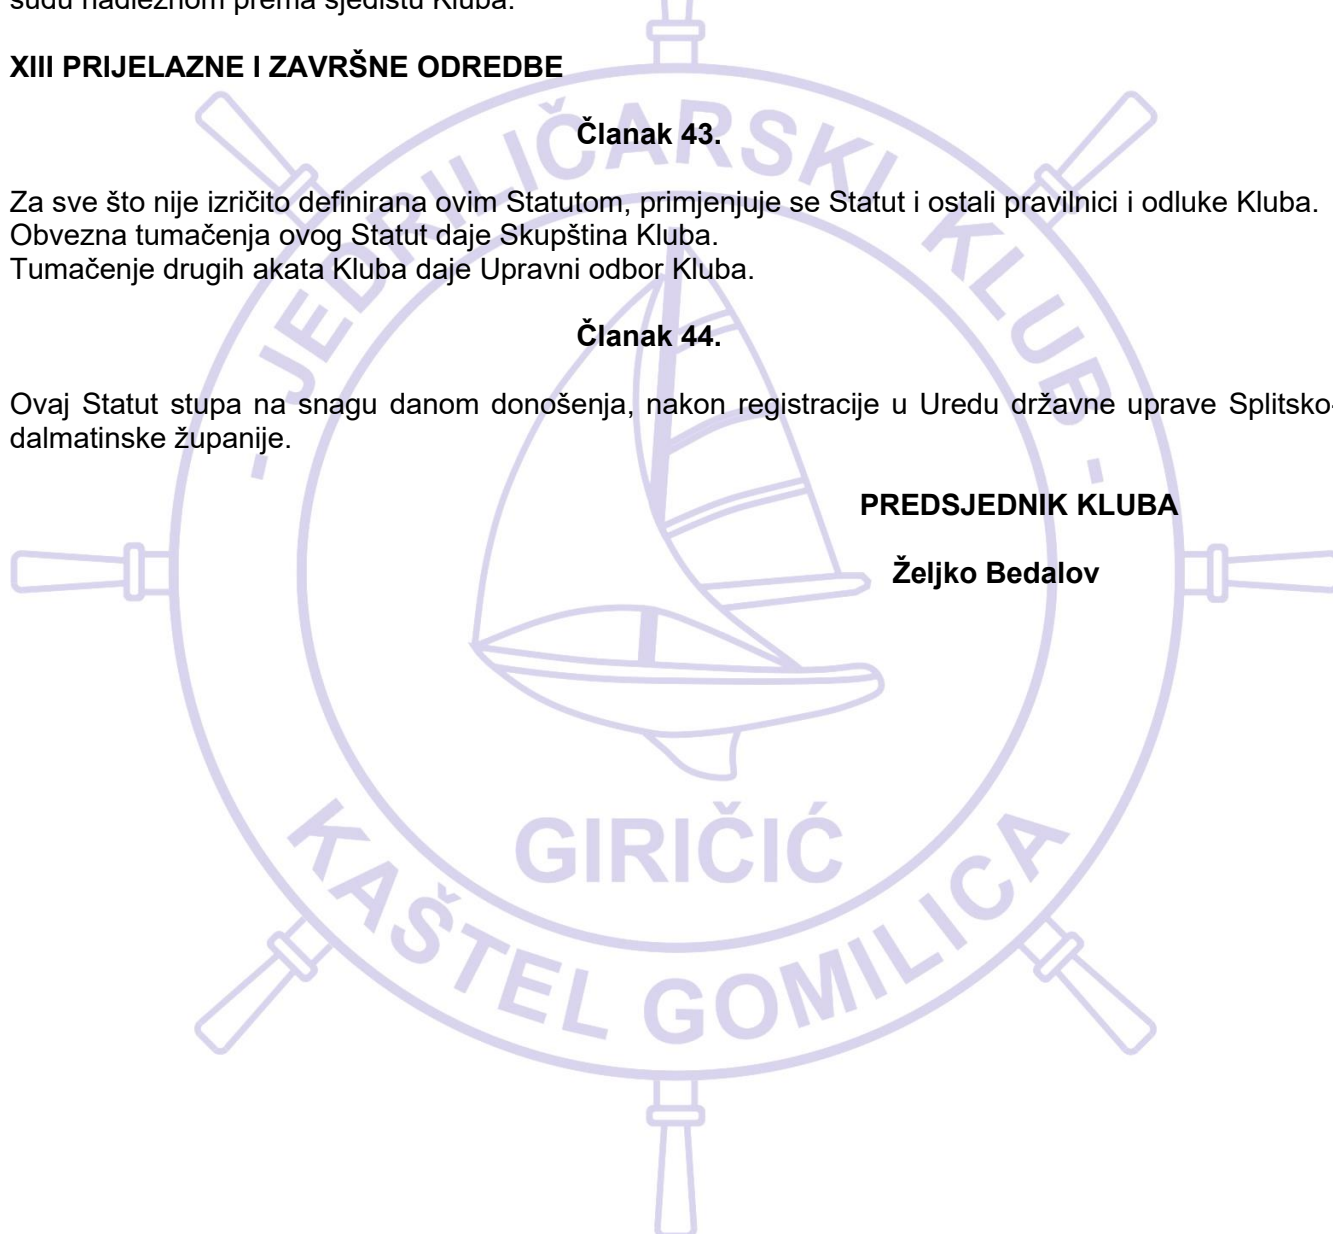 sudu nadležnom prema sjedištu Kluba.
XIII PRIJELAZNE I ZAVRŠNE ODREDBE
Članak 43.
Za sve što nije izričito definirana ovim Statutom, primjenjuje se Statut i ostali pravilnici i odluke Kluba.
Obvezna tumačenja ovog Statut daje Skupština Kluba.
Tumačenje drugih akata Kluba daje Upravni odbor Kluba.
Članak 44.
Ovaj Statut stupa na snagu danom donošenja, nakon registracije u Uredu državne uprave Splitsko-
dalmatinske županije.
PREDSJEDNIK KLUBA
Željko Bedalov
- JEDRILIČARSKI KLUB -
GIRIČIĆ
KAŠTEL GOMILICA